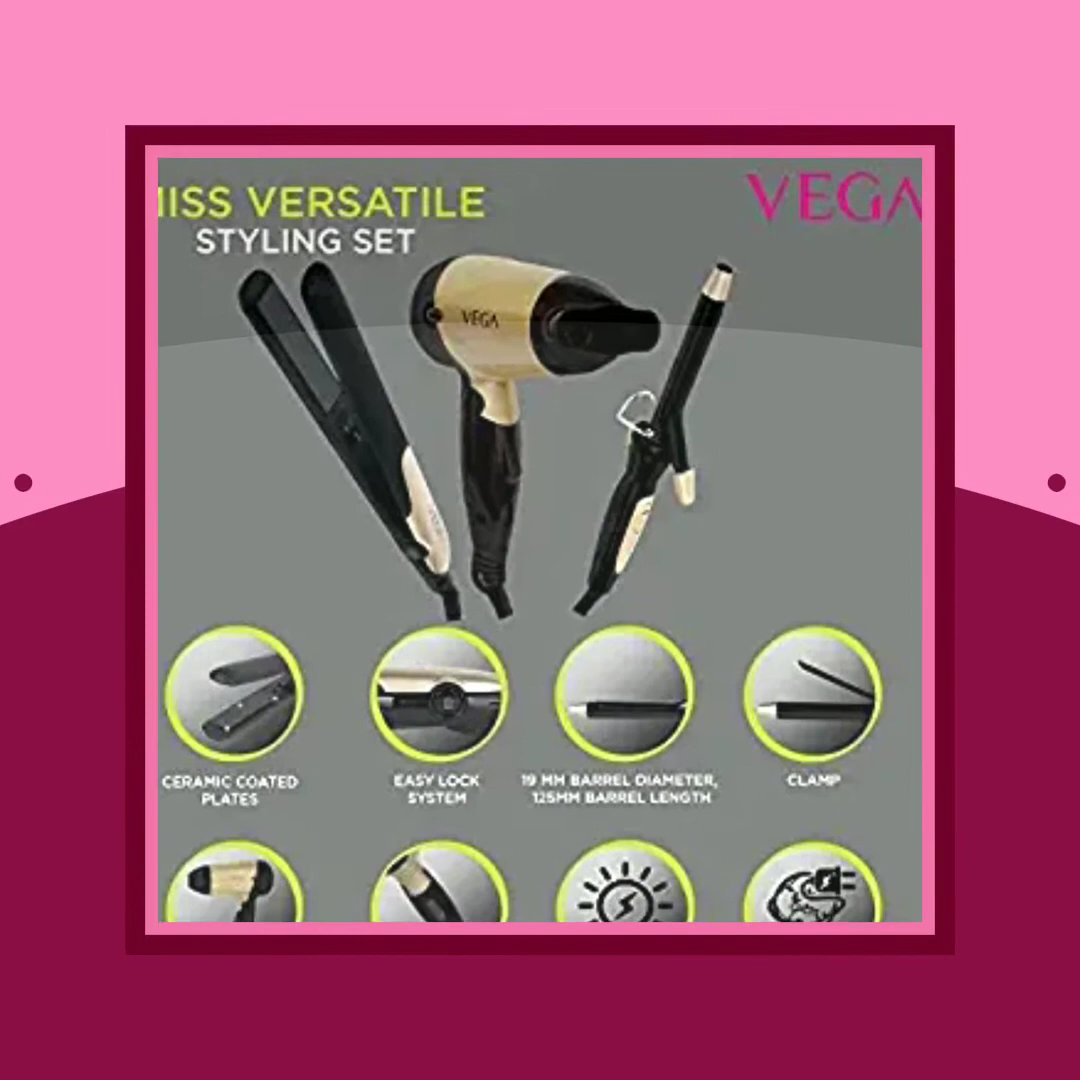 MISS VERSATILE
STYLING SET
VEGA
VEGA
CERAMIC COATED
PLATES
EASY LOCK
SYSTEM
19 MM BARREL DIAMETER,
125MM BARREL LENGTH
CLAMP